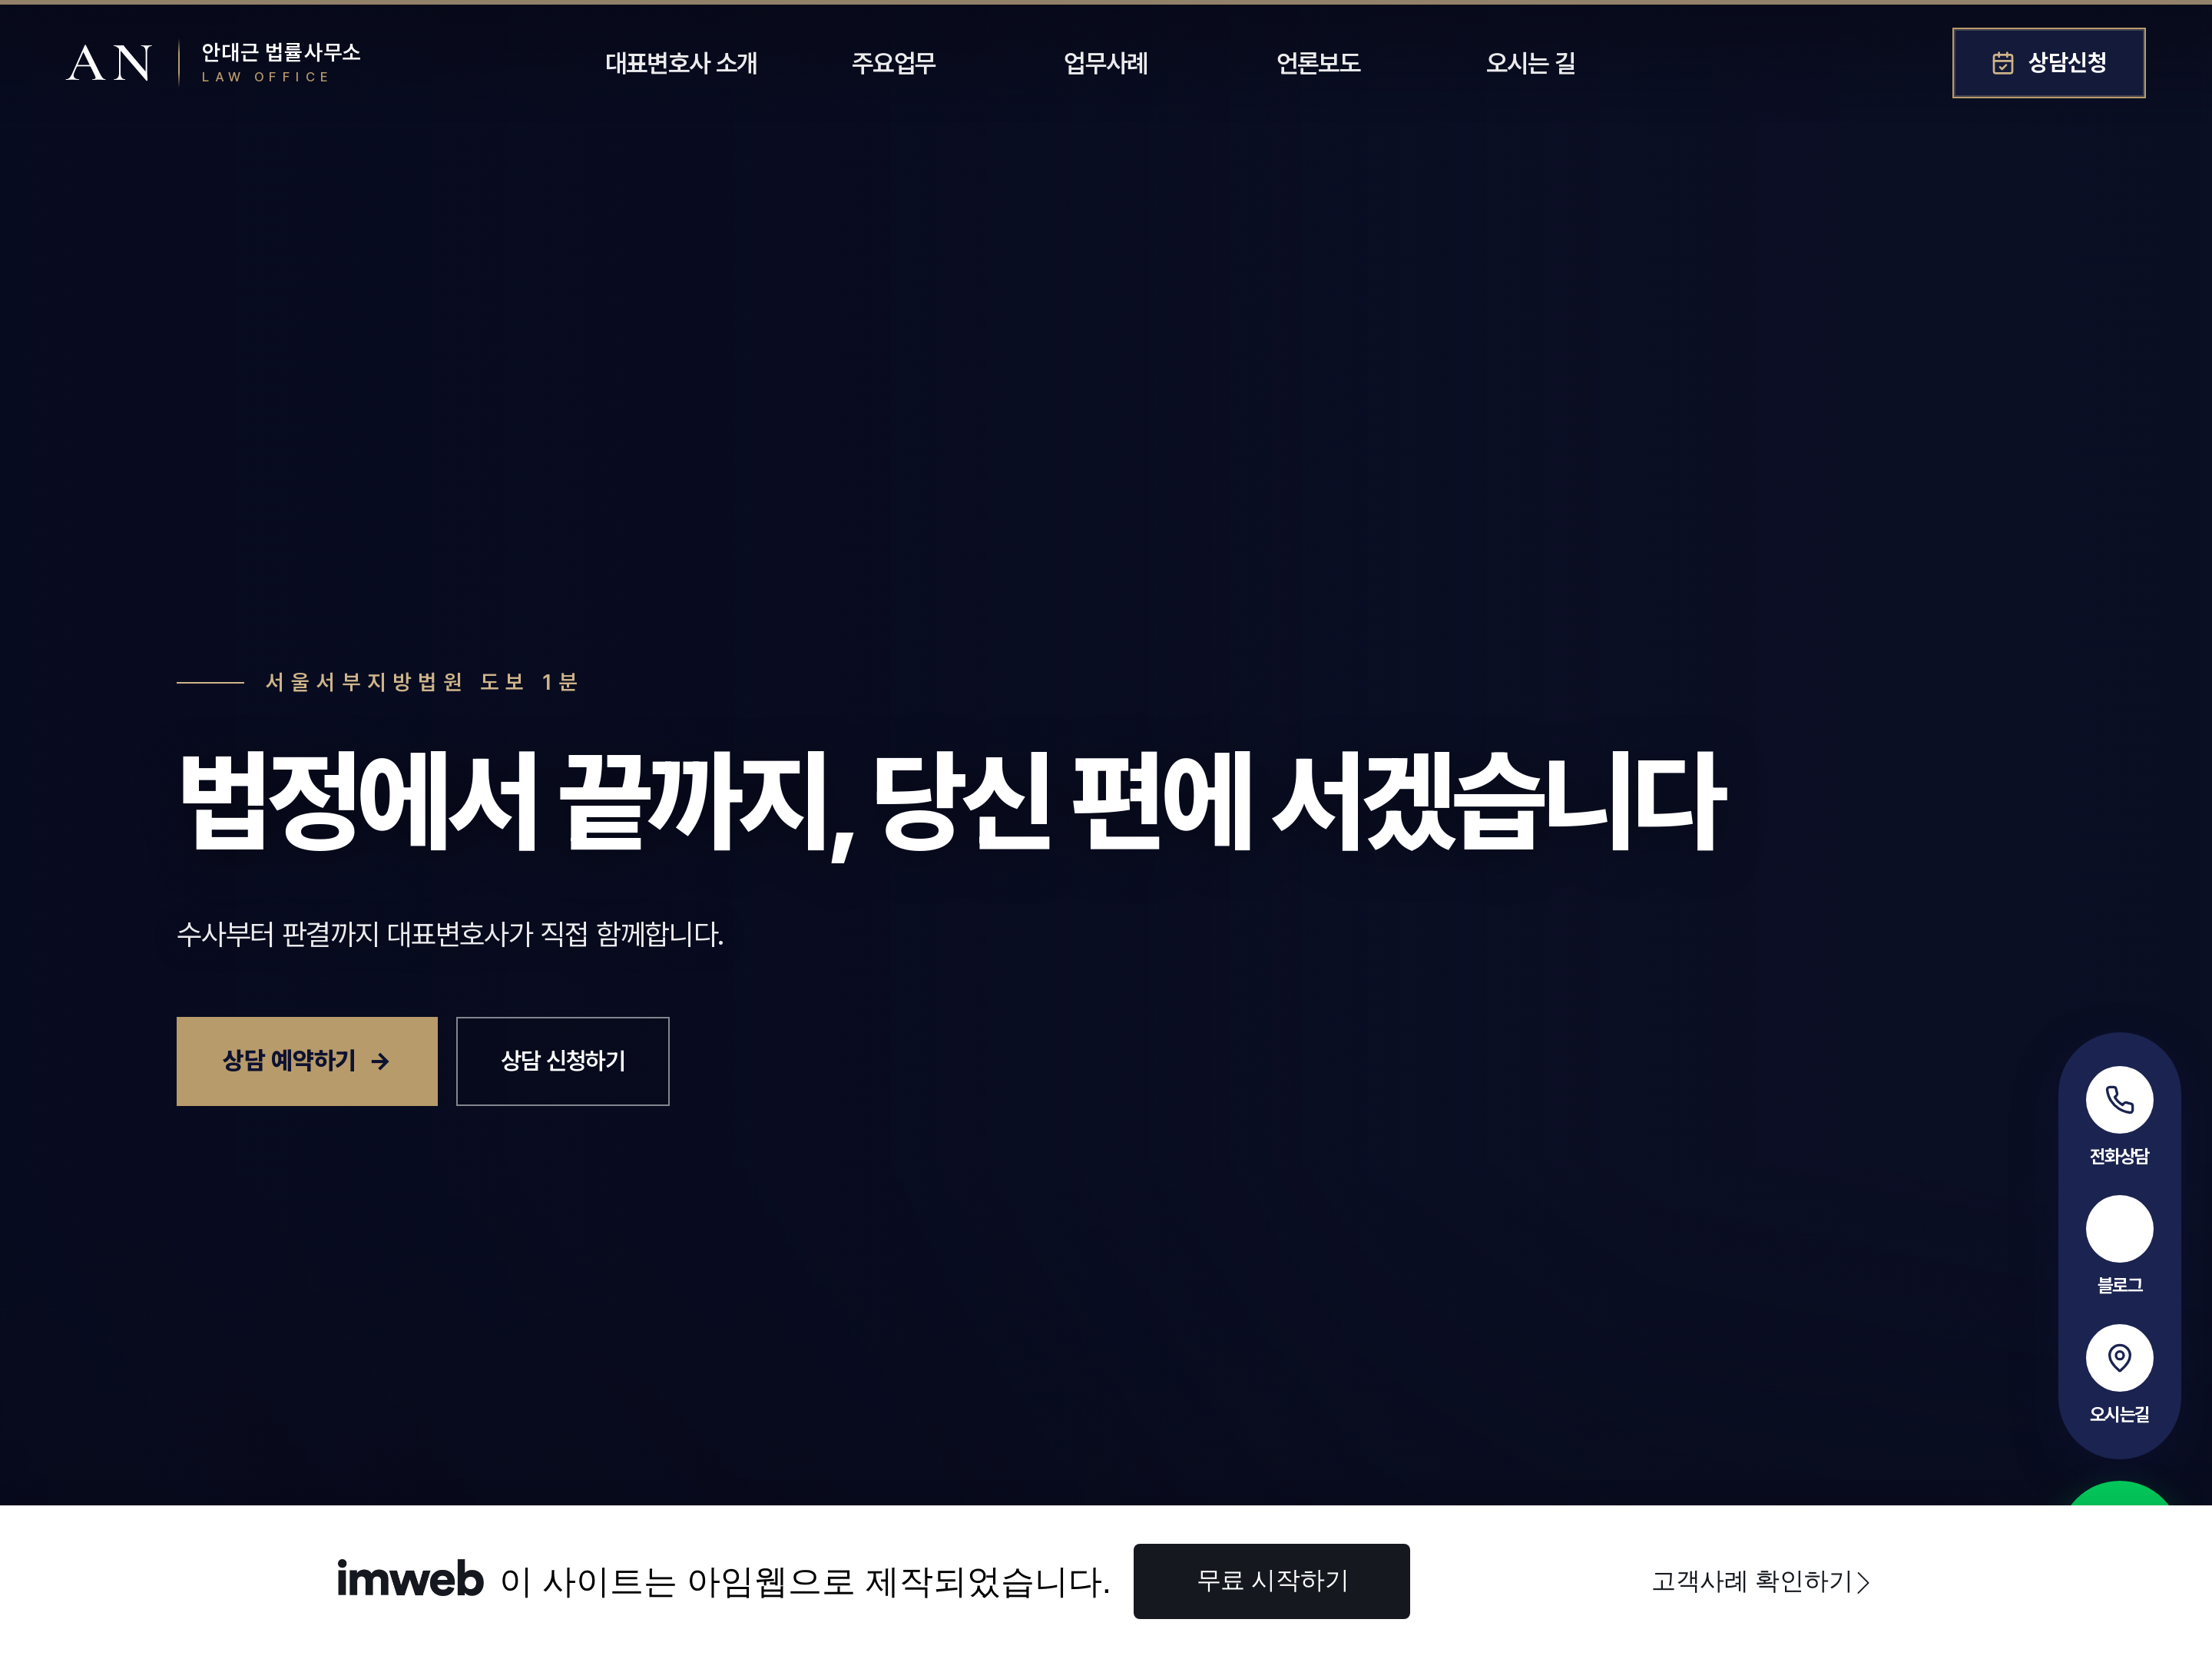 AN
안대근 법률사무소
LAW OFFICE
대표변호사 소개
주요업무
업무사례
언론보도
오시는 길
상담신청
서울서부지방법원 도보 1분
법정에서 끝까지, 당신 편에 서겠습니다
수사부터 판결까지 대표변호사가 직접 함께합니다.
상담 예약하기 →
상담 신청하기
전화상담
블로그
오시는길
imweb 이 사이트는 아임웹으로 제작되었습니다.
무료 시작하기
고객사례 확인하기